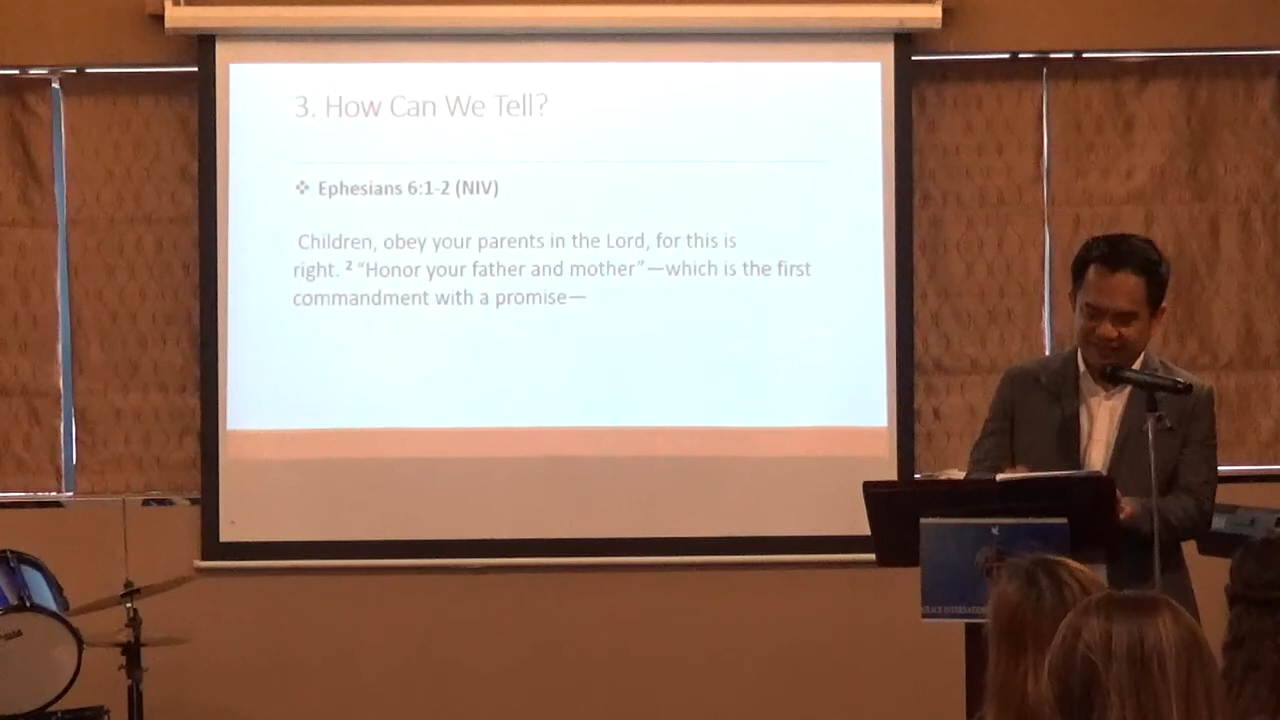 3. How Can We Tell?
❖ Ephesians 6:1-2 (NIV)
Children, obey your parents in the Lord, for this is
right. ² “Honor your father and mother”—which is the first
commandment with a promise—